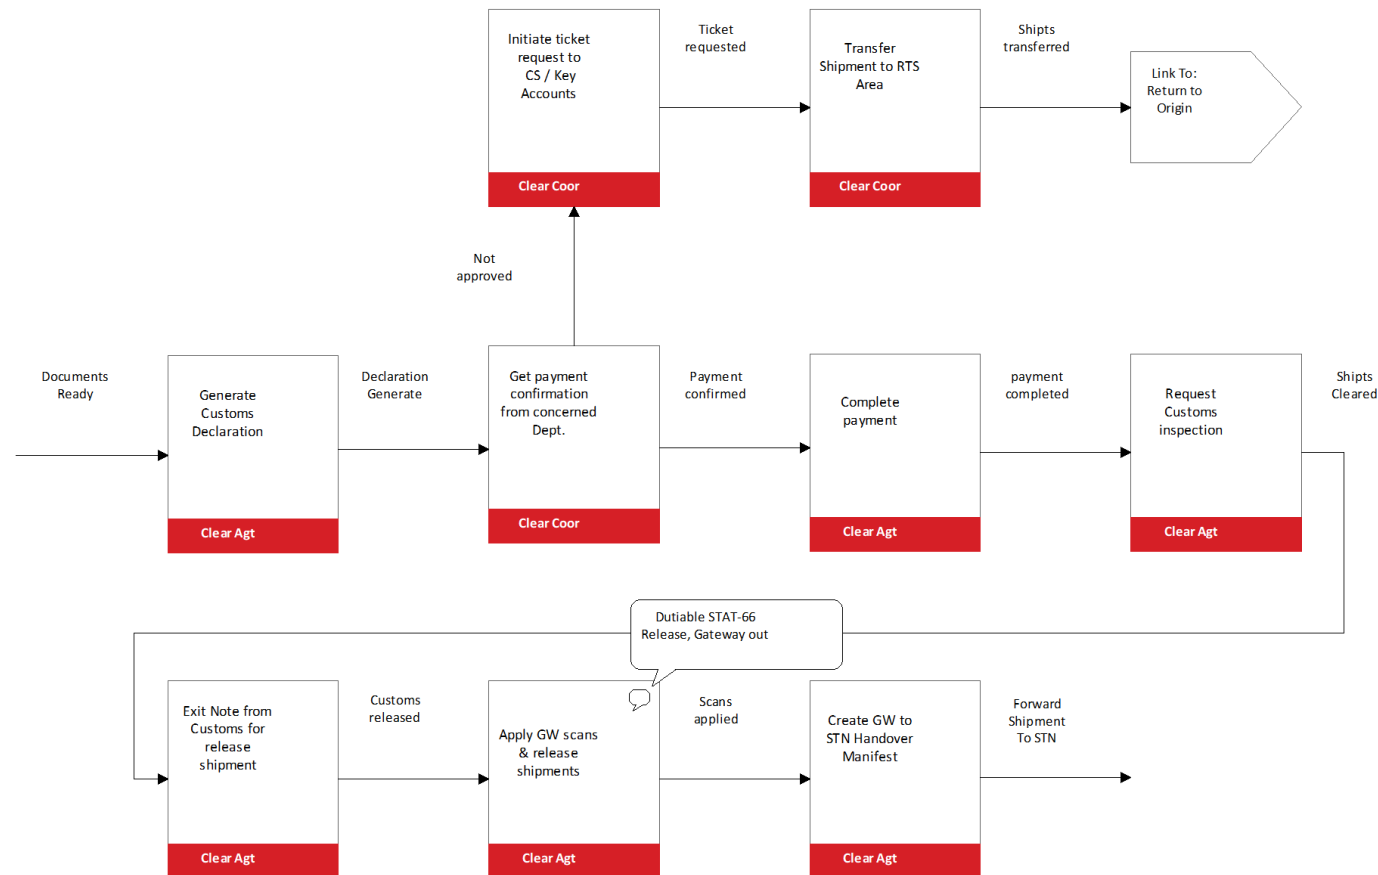 Initiate ticket
request to
CS / Key
Accounts
Clear Coor
Ticket
requested
Transfer
Shipment to RTS
Area
Clear Coor
Shipts
transferred
Link To:
Return to
Origin
Not
approved
Documents
Ready
Generate
Customs
Declaration
Clear Agt
Declaration
Generate
Get payment
confirmation
from concerned
Dept.
Clear Coor
Payment
confirmed
Complete
payment
Clear Agt
payment
completed
Request
Customs
inspection
Clear Agt
Shipts
Cleared
Dutiable STAT-66
Release, Gateway out
Exit Note from
Customs for
release
shipment
Clear Agt
Customs
released
Apply GW scans
& release
shipments
Clear Agt
Scans
applied
Create GW to
STN Handover
Manifest
Clear Agt
Forward
Shipment
To STN